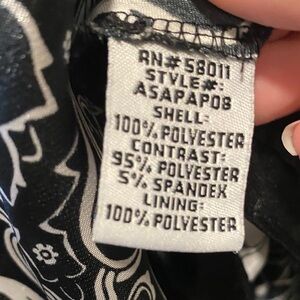 RN#58011
STYLE#:
ASAPAP08
SHELL:
100% POLYESTER
CONTRAST:
95% POLYESTER
5% SPANDEX
LINING:
100% POLYESTER